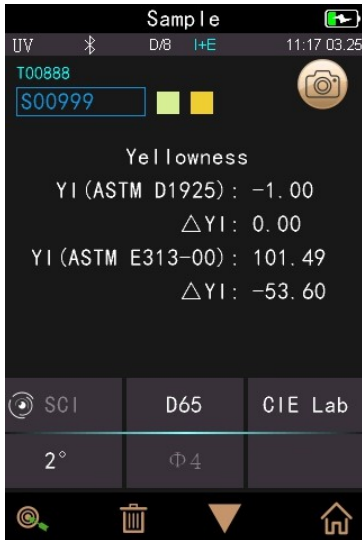 Sample
UV D/8 I+E 11:17 03.25
T00888
S00999
Yellowness
YI(ASTM D1925): -1.00
△YI: 0.00
YI(ASTM E313-00): 101.49
△YI: -53.60
SCI D65 CIE Lab
2° Φ4